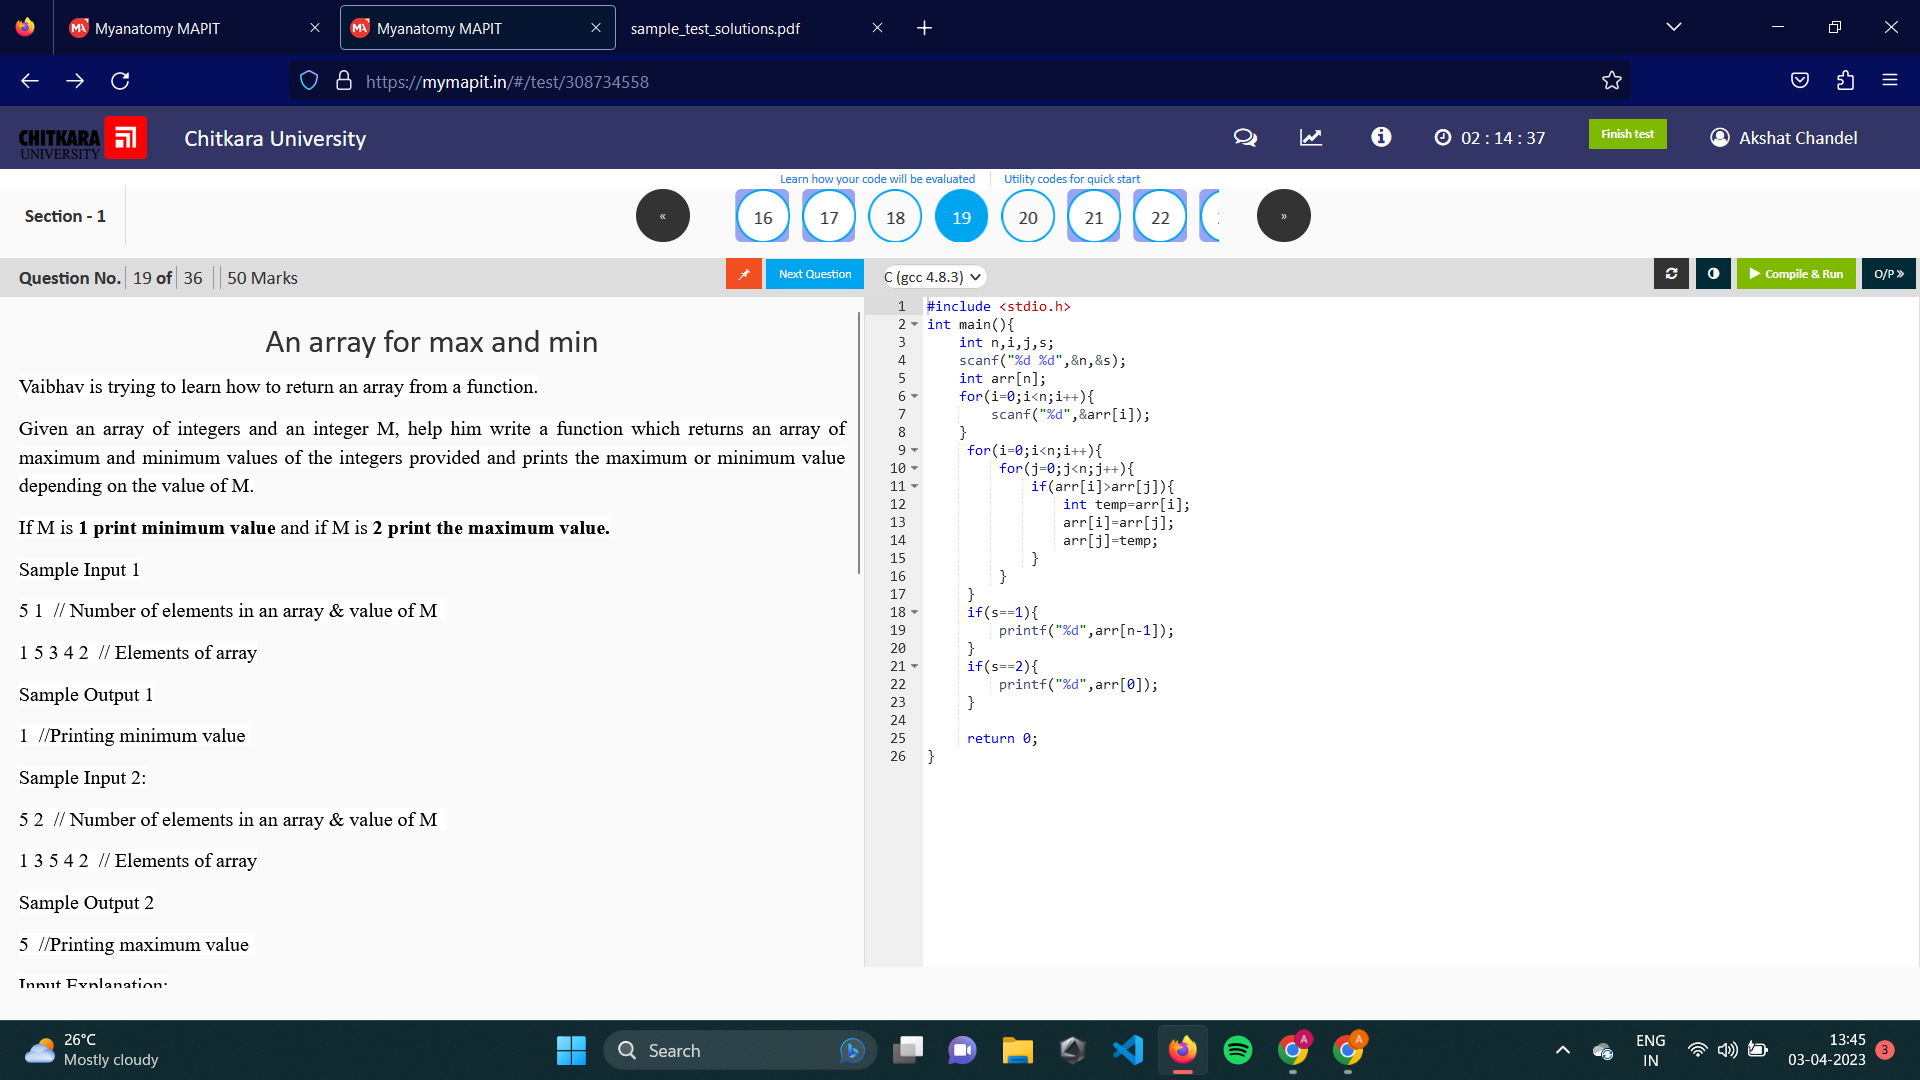 Myanatomy MAPIT
Myanatomy MAPIT
sample_test_solutions.pdf
https://mymapit.in/#/test/308734558
CHITKARA
UNIVERSITY
Chitkara University
02 : 14 : 37
Finish test
Akshat Chandel
Learn how your code will be evaluated
Utility codes for quick start
Section - 1
«
16
17
18
19
20
21
22
»
Question No. 19 of 36 50 Marks
Next Question
C (gcc 4.8.3)
Compile & Run
O/P »
An array for max and min
Vaibhav is trying to learn how to return an array from a function.
Given an array of integers and an integer M, help him write a function which returns an array of
maximum and minimum values of the integers provided and prints the maximum or minimum value
depending on the value of M.
If M is 1 print minimum value and if M is 2 print the maximum value.
Sample Input 1
5 1 // Number of elements in an array & value of M
1 5 3 4 2 // Elements of array
Sample Output 1
1 //Printing minimum value
Sample Input 2:
5 2 // Number of elements in an array & value of M
1 3 5 4 2 // Elements of array
Sample Output 2
5 //Printing maximum value
Input Explanation:
1 #include <stdio.h>
2 int main(){
3 int n,i,j,s;
4 scanf("%d %d",&n,&s);
5 int arr[n];
6 for(i=0;i<n;i++){
7 scanf("%d",&arr[i]);
8 }
9 for(i=0;i<n;i++){
10 for(j=0;j<n;j++){
11 if(arr[i]>arr[j]){
12 int temp=arr[i];
13 arr[i]=arr[j];
14 arr[j]=temp;
15 }
16 }
17 }
18 if(s==1){
19 printf("%d",arr[n-1]);
20 }
21 if(s==2){
22 printf("%d",arr[0]);
23 }
24
25 return 0;
26 }
26°C
Mostly cloudy
Search
A
A
ENG
IN
13:45
03-04-2023
3